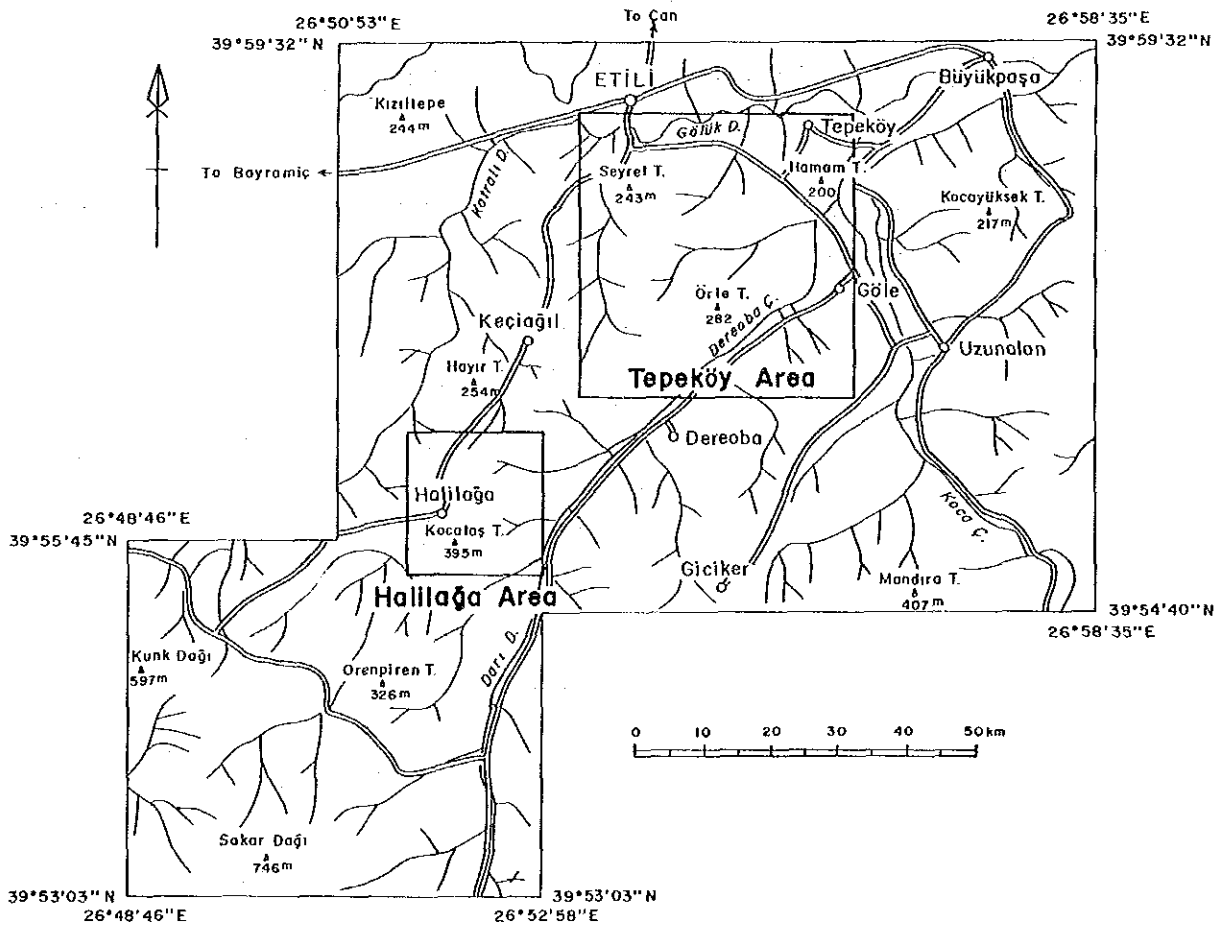 To Çan
26°50'53"E
26°58'35"E
39°59'32"N
39°59'32"N
Büyükpaşa
ETİLİ
Kızıltepe
244m
Gölük D.
Tepeköy
To Bayramiç
Katralı D.
Seyret T.
243m
Hamam T.
200
Kocayüksek T.
217m
Örle T.
282
Göle
Dereoba Ç.
Keçiağıl
Uzunalan
Hayır T.
254m
Tepeköy Area
Dereoba
Halilağa
26°48'46"E
Kocataş T.
395m
Koca Ç.
39°55'45"N
Giciker
Mandıra T.
407m
Halilağa Area
39°54'40"N
26°58'35"E
Darı D.
Kunk Dağı
597m
Orenpiren T.
326m
0 10 20 30 40 50km
Sakar Dağı
746m
39°53'03"N
39°53'03"N
26°48'46"E
26°52'58"E